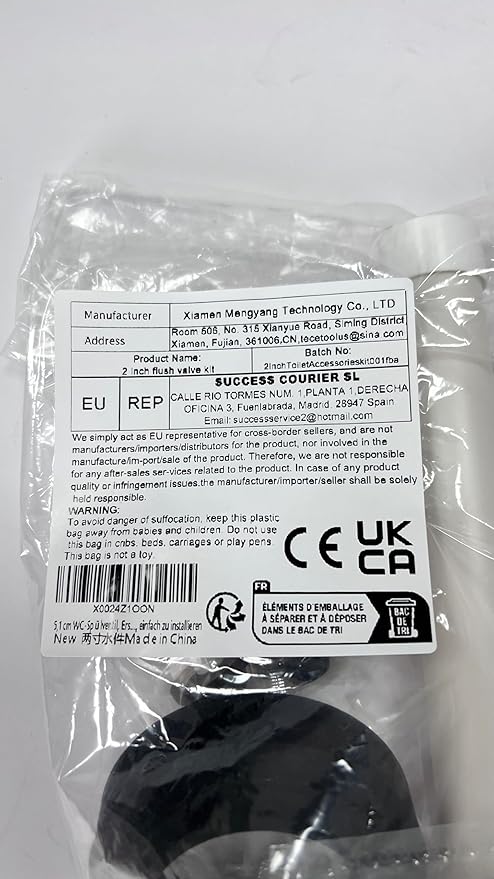 Manufacturer
Xiamen Mengyang Technology Co., LTD
Address
Room 506, No. 315 Xianyue Road, Siming District
Xiamen, Fujian, 361006,CN,tocetoolus@sina.com
Product Name:
2 inch flush valve kit
Batch No:
2InchToiletAccessorieskit001fba
EU
REP
SUCCESS COURIER SL
CALLE RIO TORMES NUM. 1,PLANTA 1,DERECHA
OFICINA 3, Fuenlabrada, Madrid, 28947 Spain
Email: successservice2@hotmail.com
We simply act as EU representative for cross-border sellers, and are not
manufacturers/importers/distributors for the product, nor involved in the
manufacture/im-port/sale of the product. Therefore, we are not responsible
for any after-sales ser-vices related to the product. In case of any product
quality or infringement issues,the manufacturer/importer/seller shall be solely
held responsible.
WARNING:
To avoid danger of suffocation, keep this plastic
bag away from babies and children. Do not use
this bag in cribs, beds, carriages or play pens.
This bag is not a toy.
CE
UK
CA
X0024Z1OON
5,1 cm WC-Spülventil, Ers..., einfach zu installieren
New 两寸水件Made in China
FR
ÉLÉMENTS D'EMBALLAGE
À SÉPARER ET À DÉPOSER
DANS LE BAC DE TRI
BAC
DE
TRI